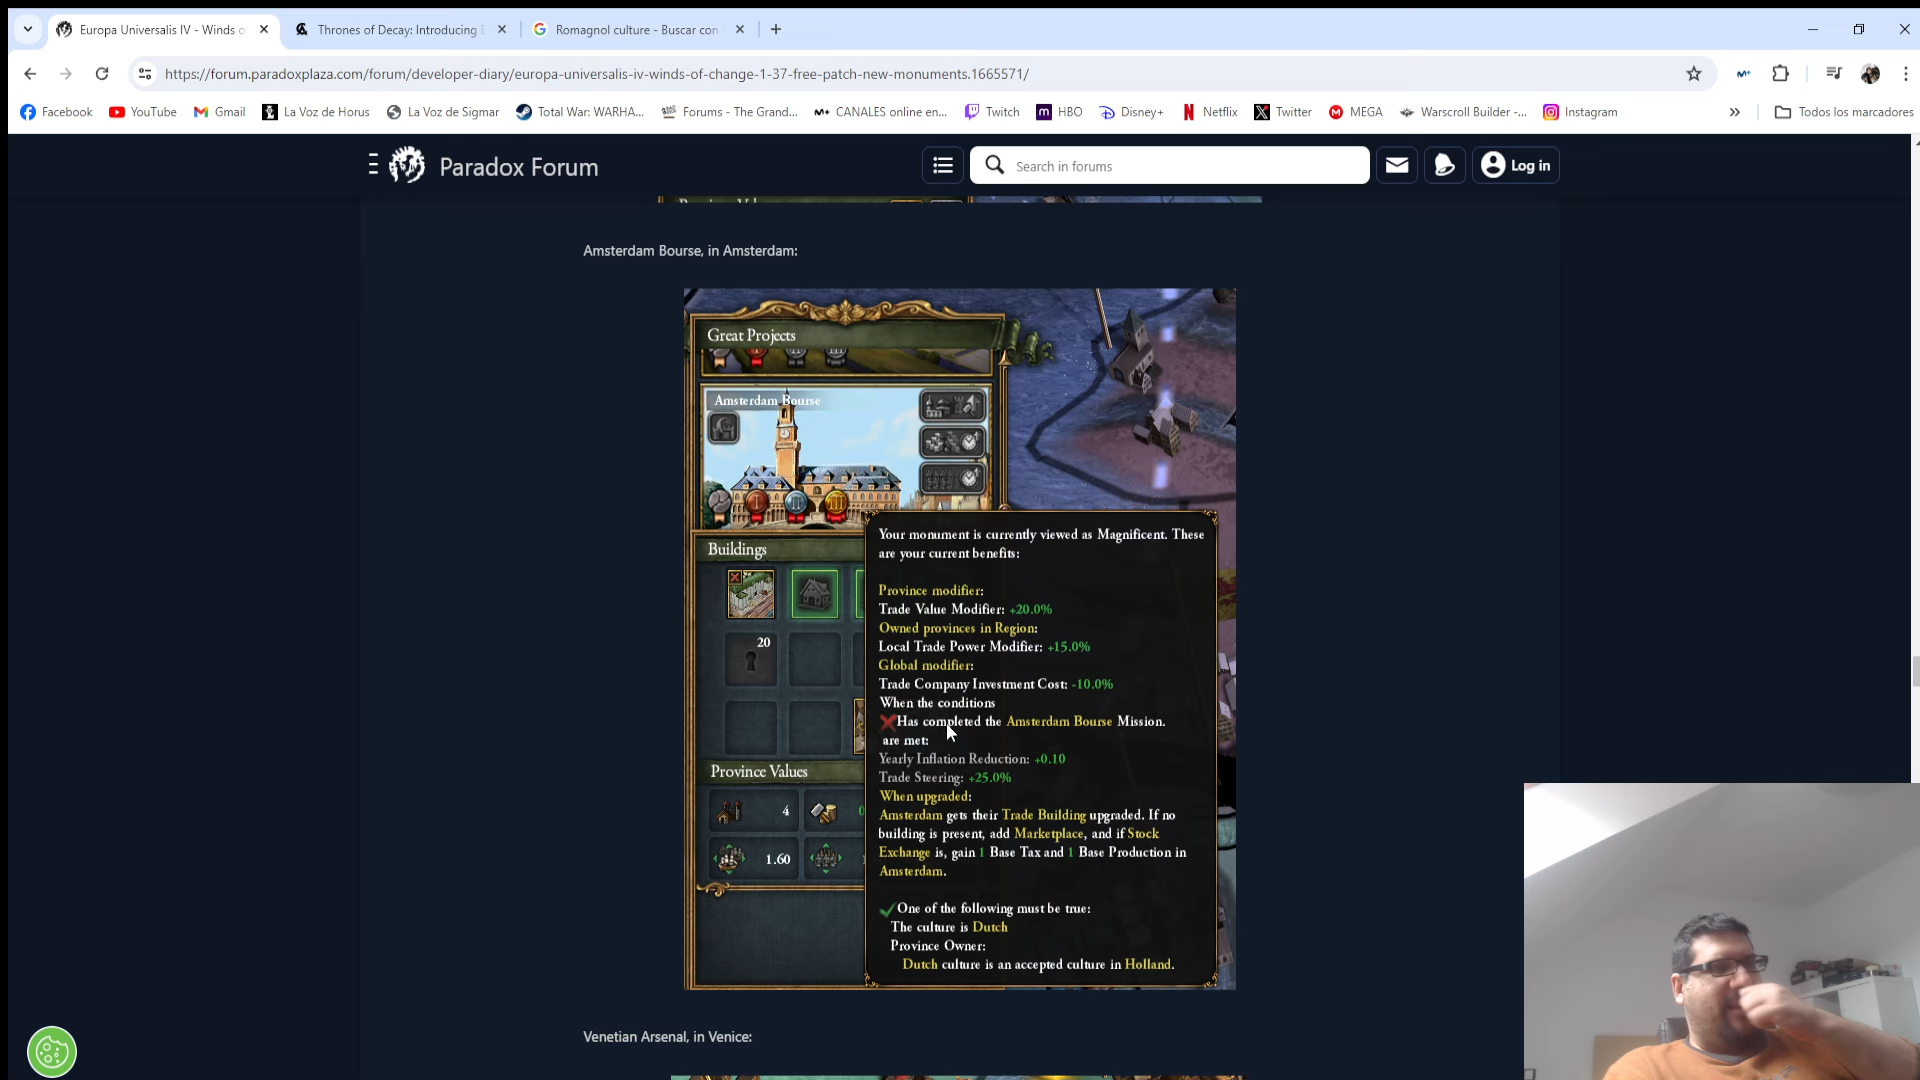 Europa Universalis IV - Winds o
Thrones of Decay: Introducing E
Romagnol culture - Buscar con
https://forum.paradoxplaza.com/forum/developer-diary/europa-universalis-iv-winds-of-change-1-37-free-patch-new-monuments.1665571/
Facebook
YouTube
Gmail
La Voz de Horus
La Voz de Sigmar
Total War: WARHA...
Forums - The Grand...
CANALES online en...
Twitch
HBO
Disney+
Netflix
Twitter
MEGA
Warscroll Builder -...
Instagram
Todos los marcadores
Paradox Forum
Search in forums
Log in
Amsterdam Bourse, in Amsterdam:
Great Projects
Amsterdam Bourse
Buildings
20
Province Values
4
1.60
Your monument is currently viewed as Magnificent. These
are your current benefits:
Province modifier:
Trade Value Modifier: +20.0%
Owned provinces in Region:
Local Trade Power Modifier: +15.0%
Global modifier:
Trade Company Investment Cost: -10.0%
When the conditions
Has completed the Amsterdam Bourse Mission.
are met:
Yearly Inflation Reduction: +0.10
Trade Steering: +25.0%
When upgraded:
Amsterdam gets their Trade Building upgraded. If no
building is present, add Marketplace, and if Stock
Exchange is, gain 1 Base Tax and 1 Base Production in
Amsterdam.
One of the following must be true:
The culture is Dutch
Province Owner:
Dutch culture is an accepted culture in Holland.
Venetian Arsenal, in Venice: